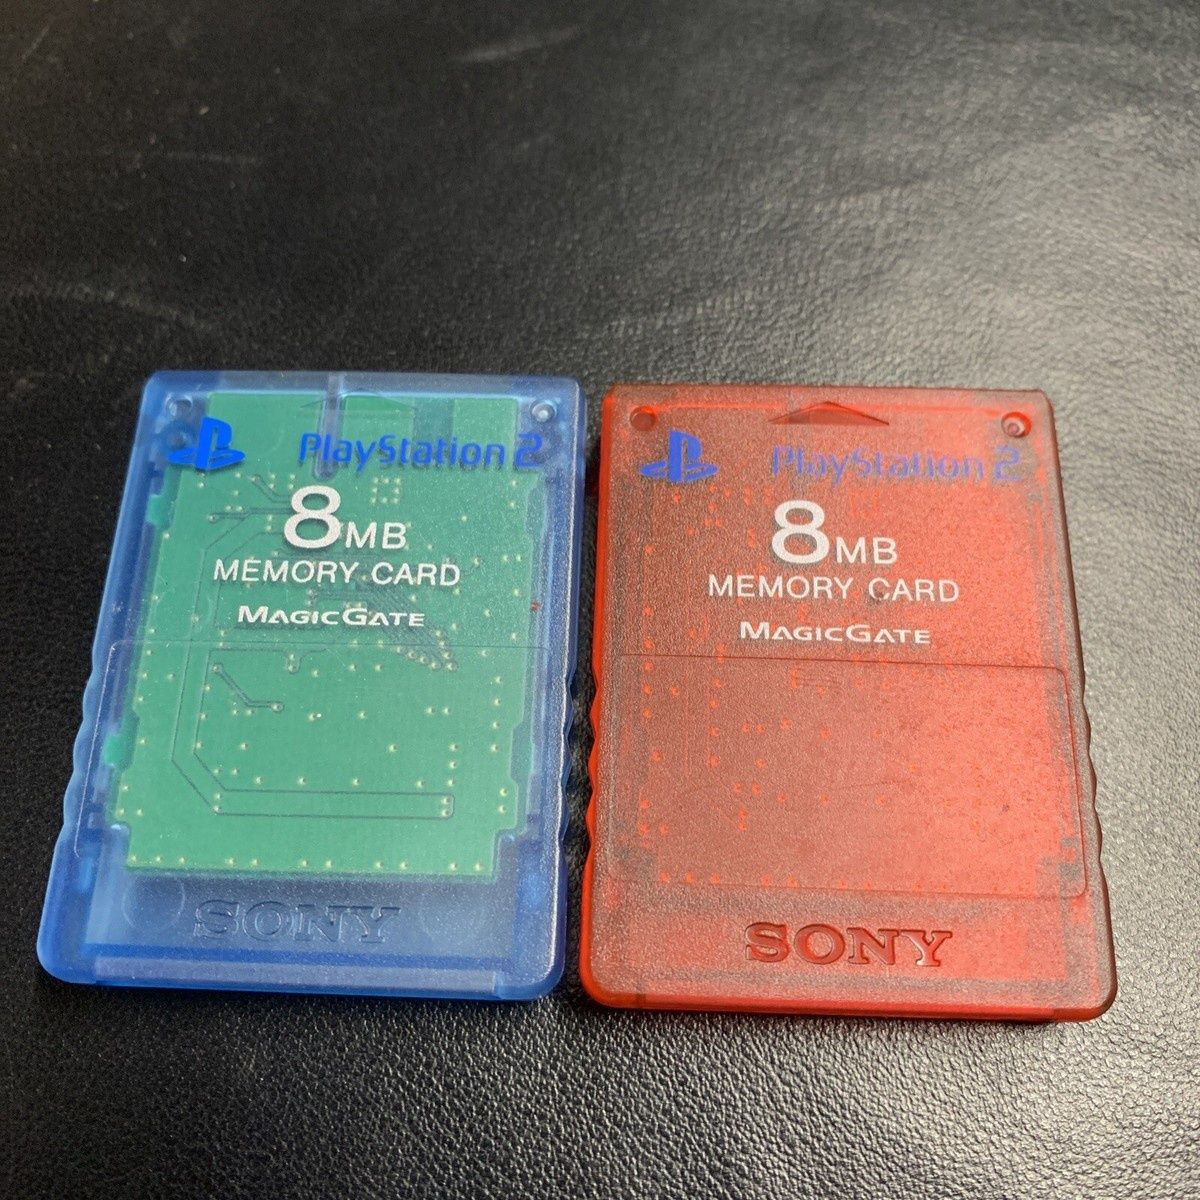 PlayStation 2
8MB
MEMORY CARD
MAGICGATE
SONY
PlayStation 2
8MB
MEMORY CARD
MAGICGATE
SONY